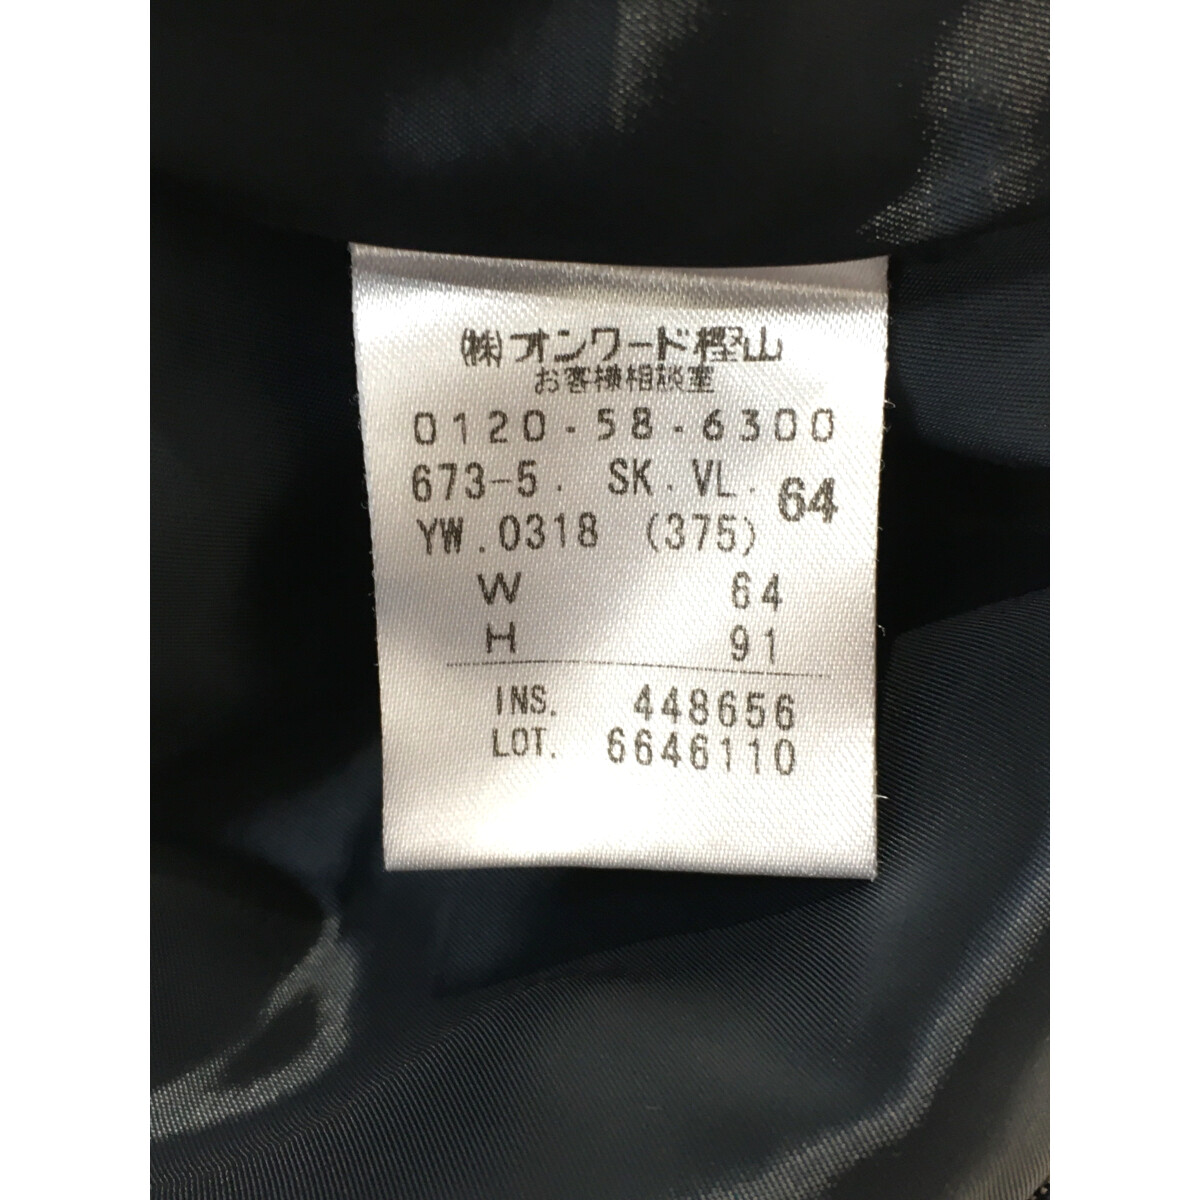 (株)オンワード樫山
お客様相談室
0120-58-6300
673-5. SK.VL. 64
YW.0318 (375)
W 64
H 91
INS. 448656
LOT. 6646110